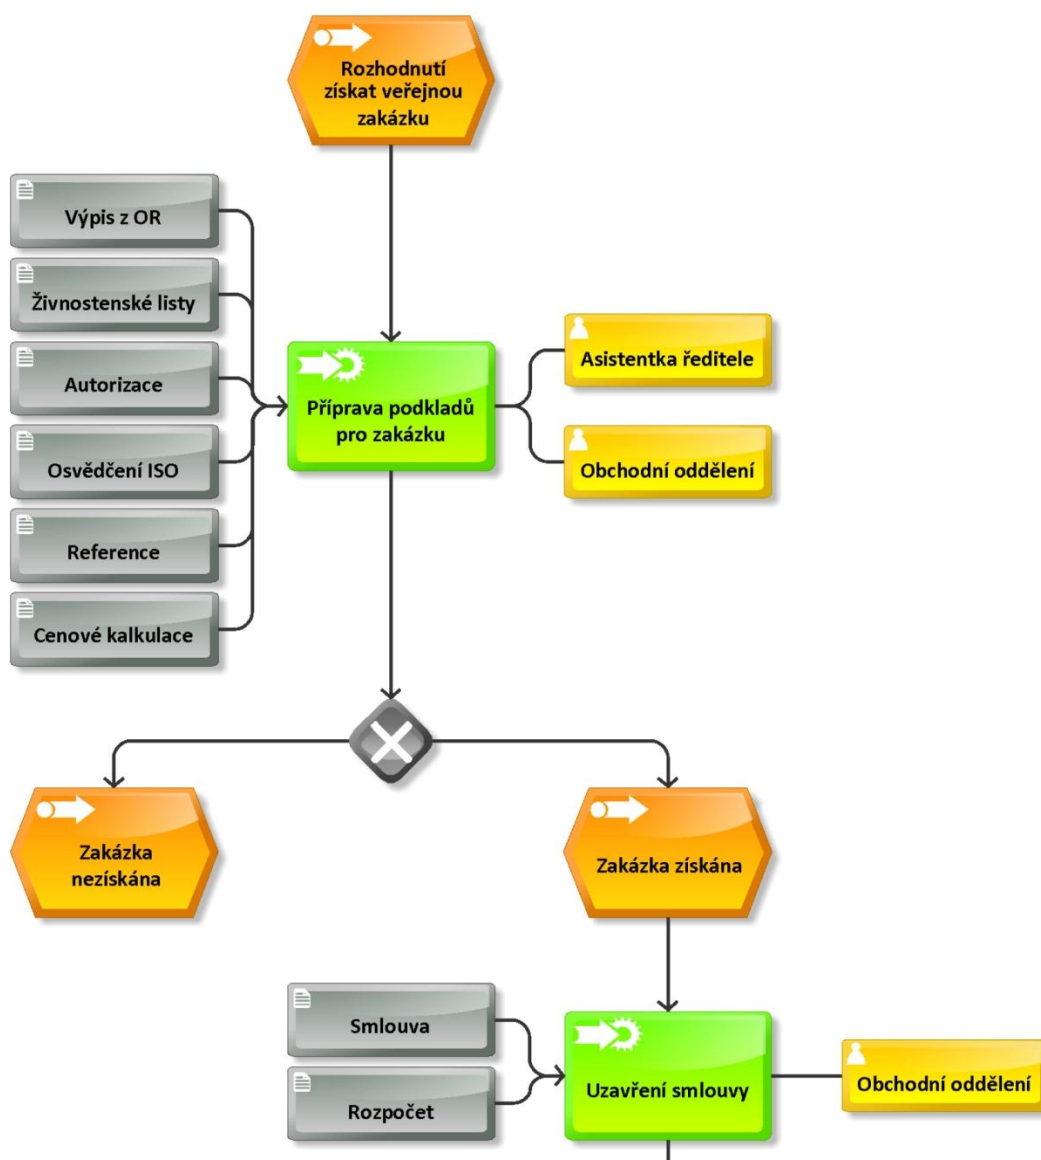 Rozhodnutí
získat veřejnou
zakázku
Výpis z OR
Živnostenské listy
Autorizace
Osvědčení ISO
Reference
Cenové kalkulace
Příprava podkladů
pro zakázku
Asistentka ředitele
Obchodní oddělení
Zakázka
nezískána
Zakázka získána
Smlouva
Rozpočet
Uzavření smlouvy
Obchodní oddělení